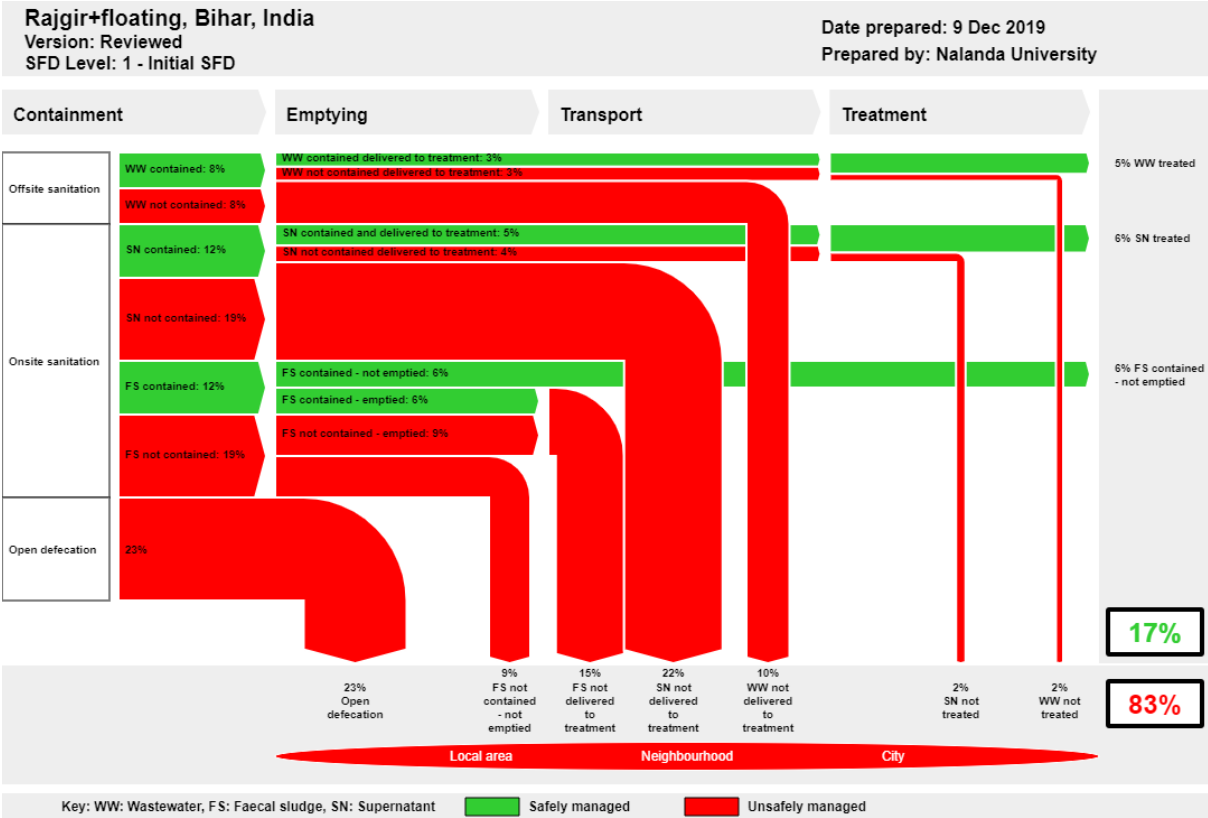 Rajgir+floating, Bihar, India
Version: Reviewed
SFD Level: 1 - Initial SFD
Date prepared: 9 Dec 2019
Prepared by: Nalanda University
Containment
Emptying
Transport
Treatment
Offsite sanitation
WW contained: 8%
WW not contained: 8%
WW contained delivered to treatment: 3%
WW not contained delivered to treatment: 3%
5% WW treated
Onsite sanitation
SN contained: 12%
SN not contained: 19%
SN contained and delivered to treatment: 5%
SN not contained delivered to treatment: 4%
6% SN treated
FS contained: 12%
FS not contained: 19%
FS contained - not emptied: 6%
FS contained - emptied: 6%
FS not contained - emptied: 9%
6% FS contained
- not emptied
Open defecation
23%
17%
23%
Open
defecation
9%
FS not
contained
- not
emptied
15%
FS not
delivered
to
treatment
22%
SN not
delivered
to
treatment
10%
WW not
delivered
to
treatment
2%
SN not
treated
2%
WW not
treated
83%
Local area
Neighbourhood
City
Key: WW: Wastewater, FS: Faecal sludge, SN: Supernatant
Safely managed
Unsafely managed